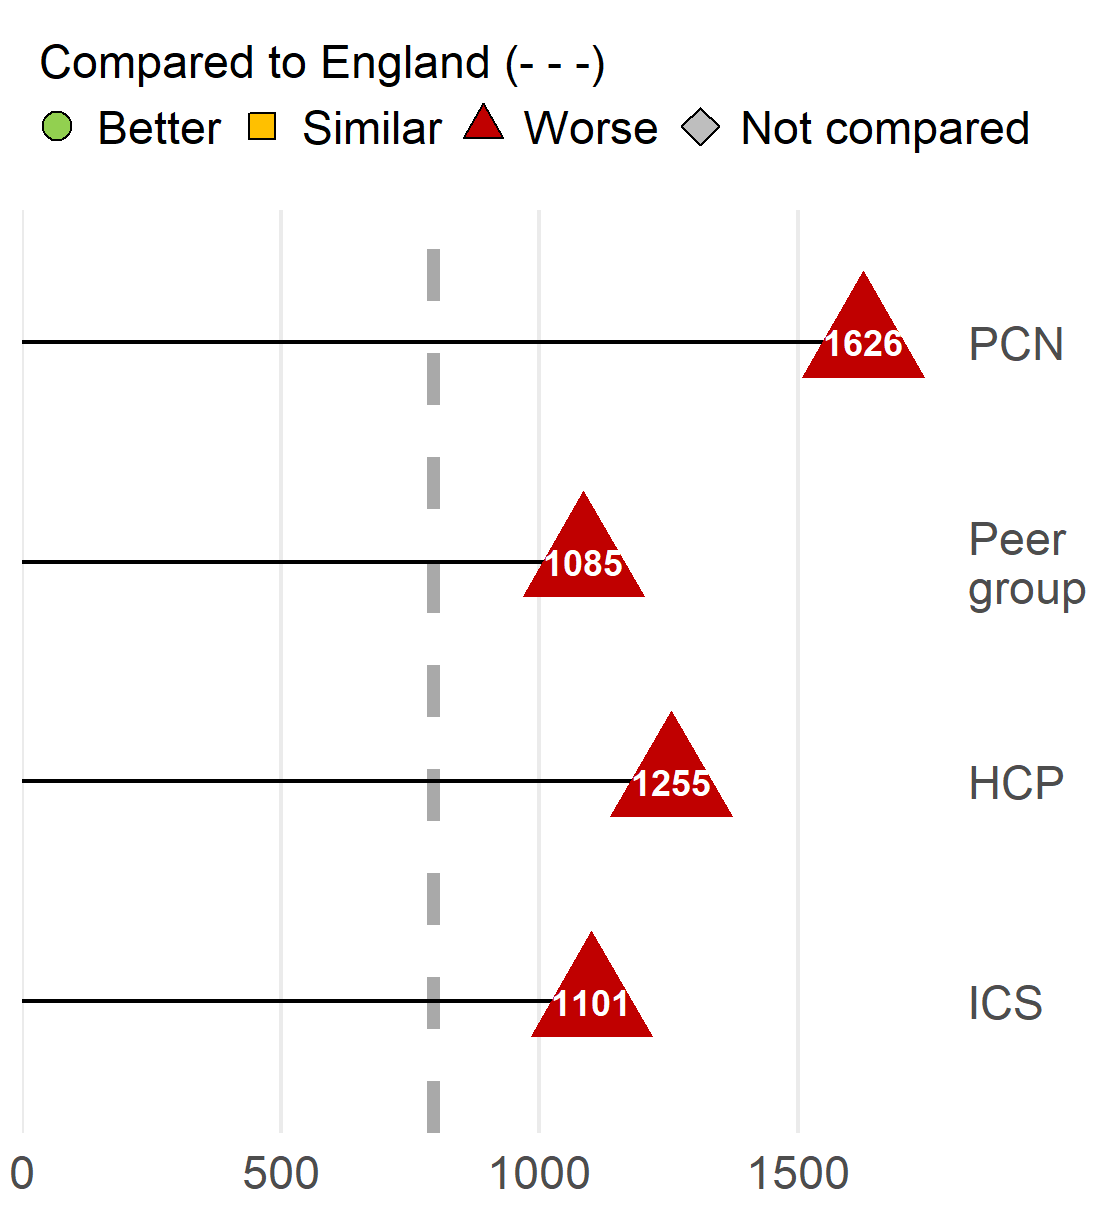 Compared to England (- - -)
Better Similar Worse Not compared
1626 PCN
1085 Peer
group
1255 HCP
1101 ICS
0 500 1000 1500